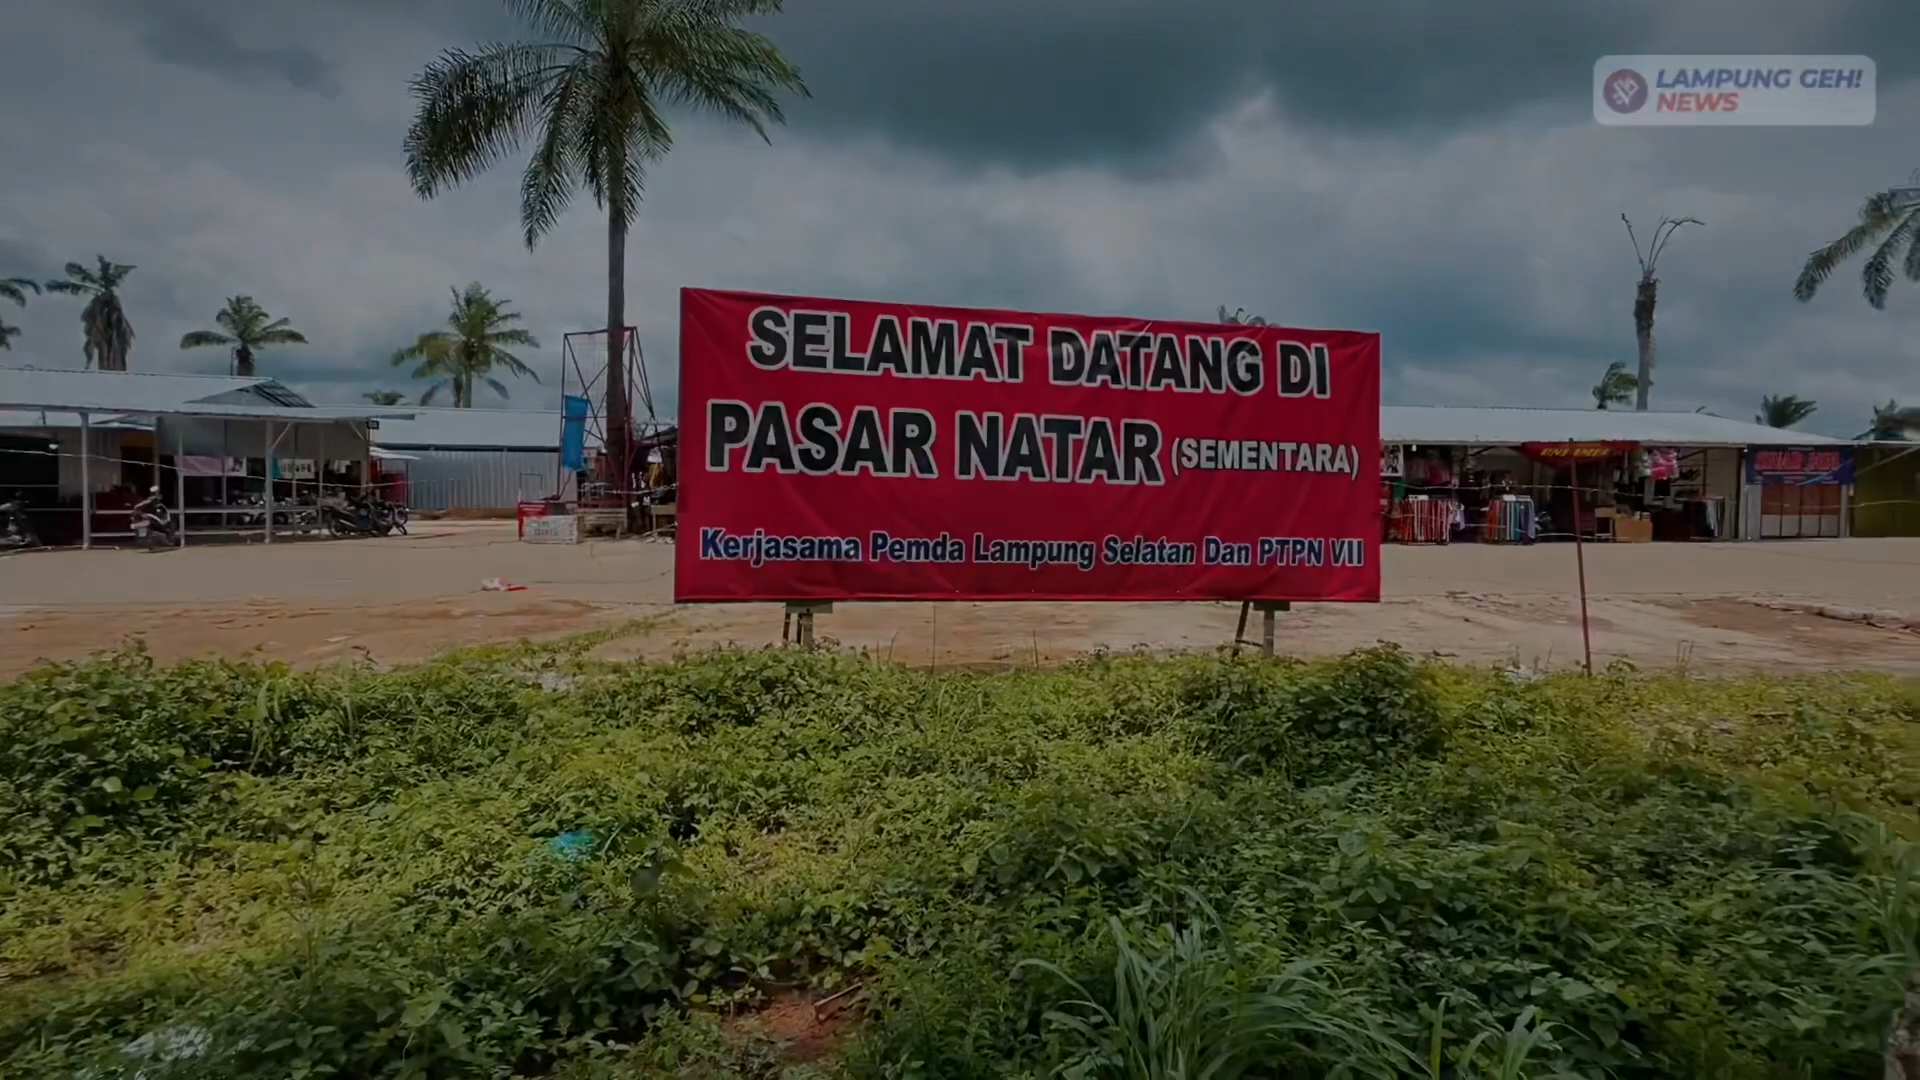 LAMPUNG GEH!
NEWS
SELAMAT DATANG DI
PASAR NATAR (SEMENTARA)
Kerjasama Pemda Lampung Selatan Dan PTPN VII